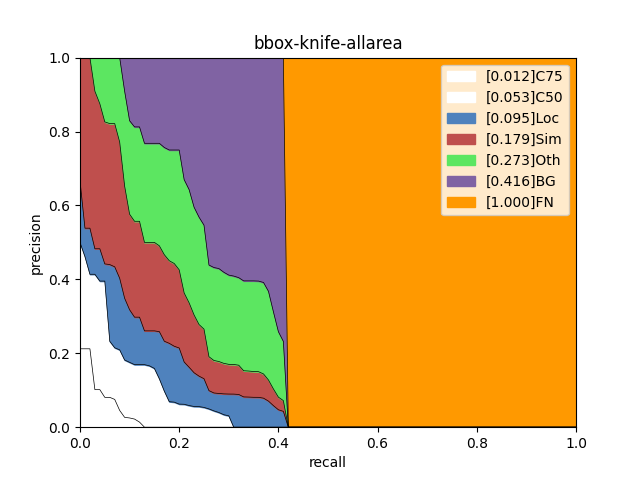 bbox-knife-allarea
1.0
0.8
0.6
0.4
0.2
0.0
precision
0.0 0.2 0.4 0.6 0.8 1.0
recall
[0.012]C75
[0.053]C50
[0.095]Loc
[0.179]Sim
[0.273]Oth
[0.416]BG
[1.000]FN